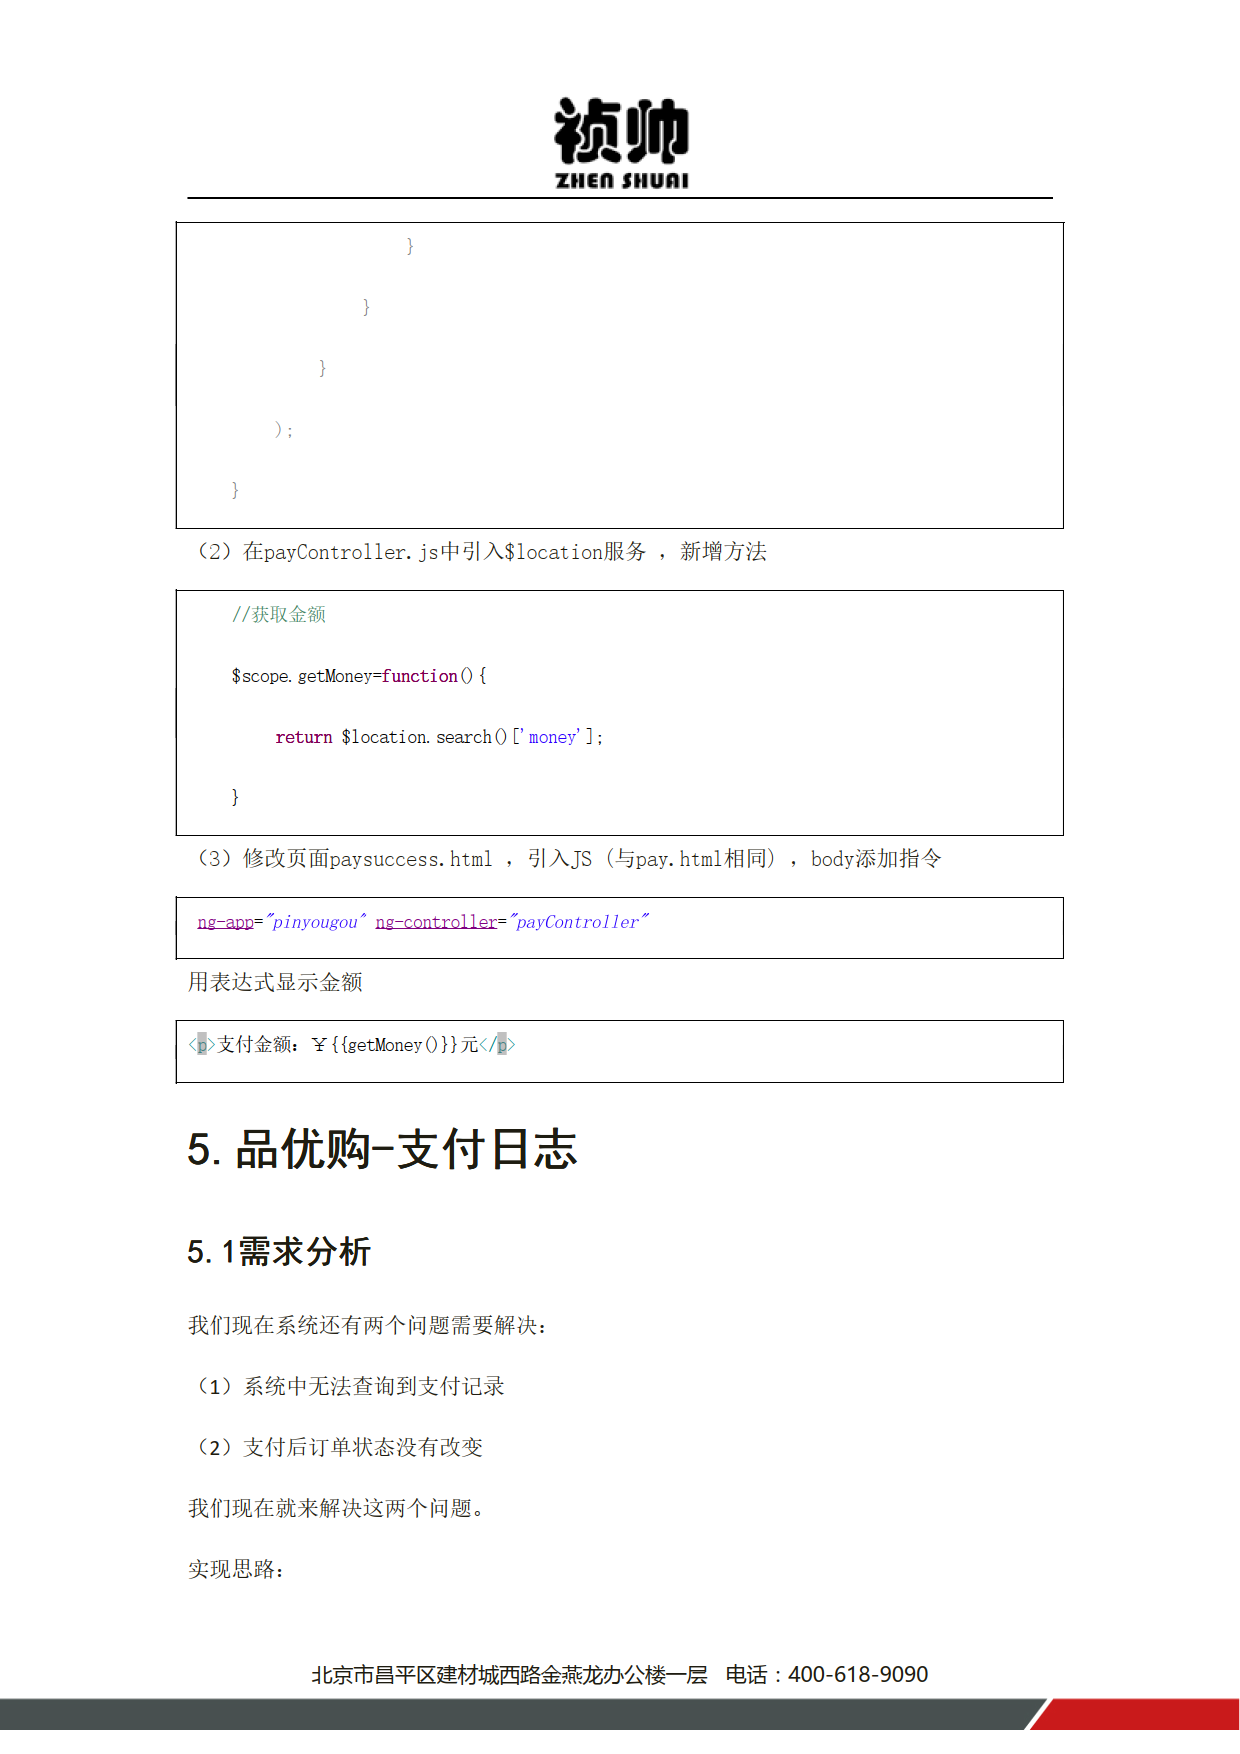 祯帅
ZHEN SHUAI
}
}
}
);
}
（2）在payController.js中引入$location服务 ，新增方法
//获取金额
$scope.getMoney=function(){
return $location.search()['money'];
}
（3）修改页面paysuccess.html ，引入JS (与pay.html相同) ，body添加指令
ng-app="pinyougou" ng-controller="payController"
用表达式显示金额
<p>支付金额：￥{{getMoney()}}元</p>
5.品优购-支付日志
5.1需求分析
我们现在系统还有两个问题需要解决：
（1）系统中无法查询到支付记录
（2）支付后订单状态没有改变
我们现在就来解决这两个问题。
实现思路：
北京市昌平区建材城西路金燕龙办公楼一层 电话：400-618-9090